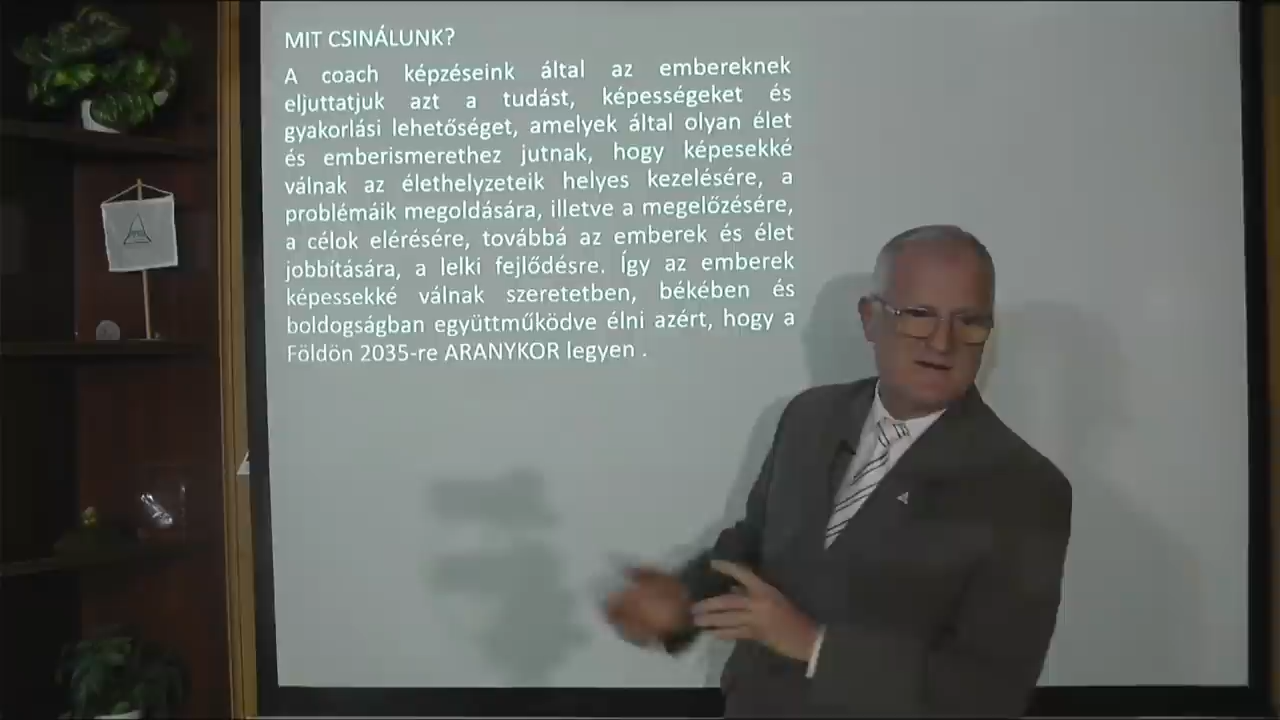 MIT CSINÁLUNK?
A coach képzéseink által az embereknek
eljuttatjuk azt a tudást, képességeket és
gyakorlási lehetőséget, amelyek által olyan élet
és emberismerethez jutnak, hogy képesekké
válnak az élethelyzeteik helyes kezelésére, a
problémáik megoldására, illetve a megelőzésére,
a célok elérésére, továbbá az emberek és élet
jobbítására, a lelki fejlődésre. Így az emberek
képessekké válnak szeretetben, békében és
boldogságban együttműködve élni azért, hogy a
Földön 2035-re ARANYKOR legyen .